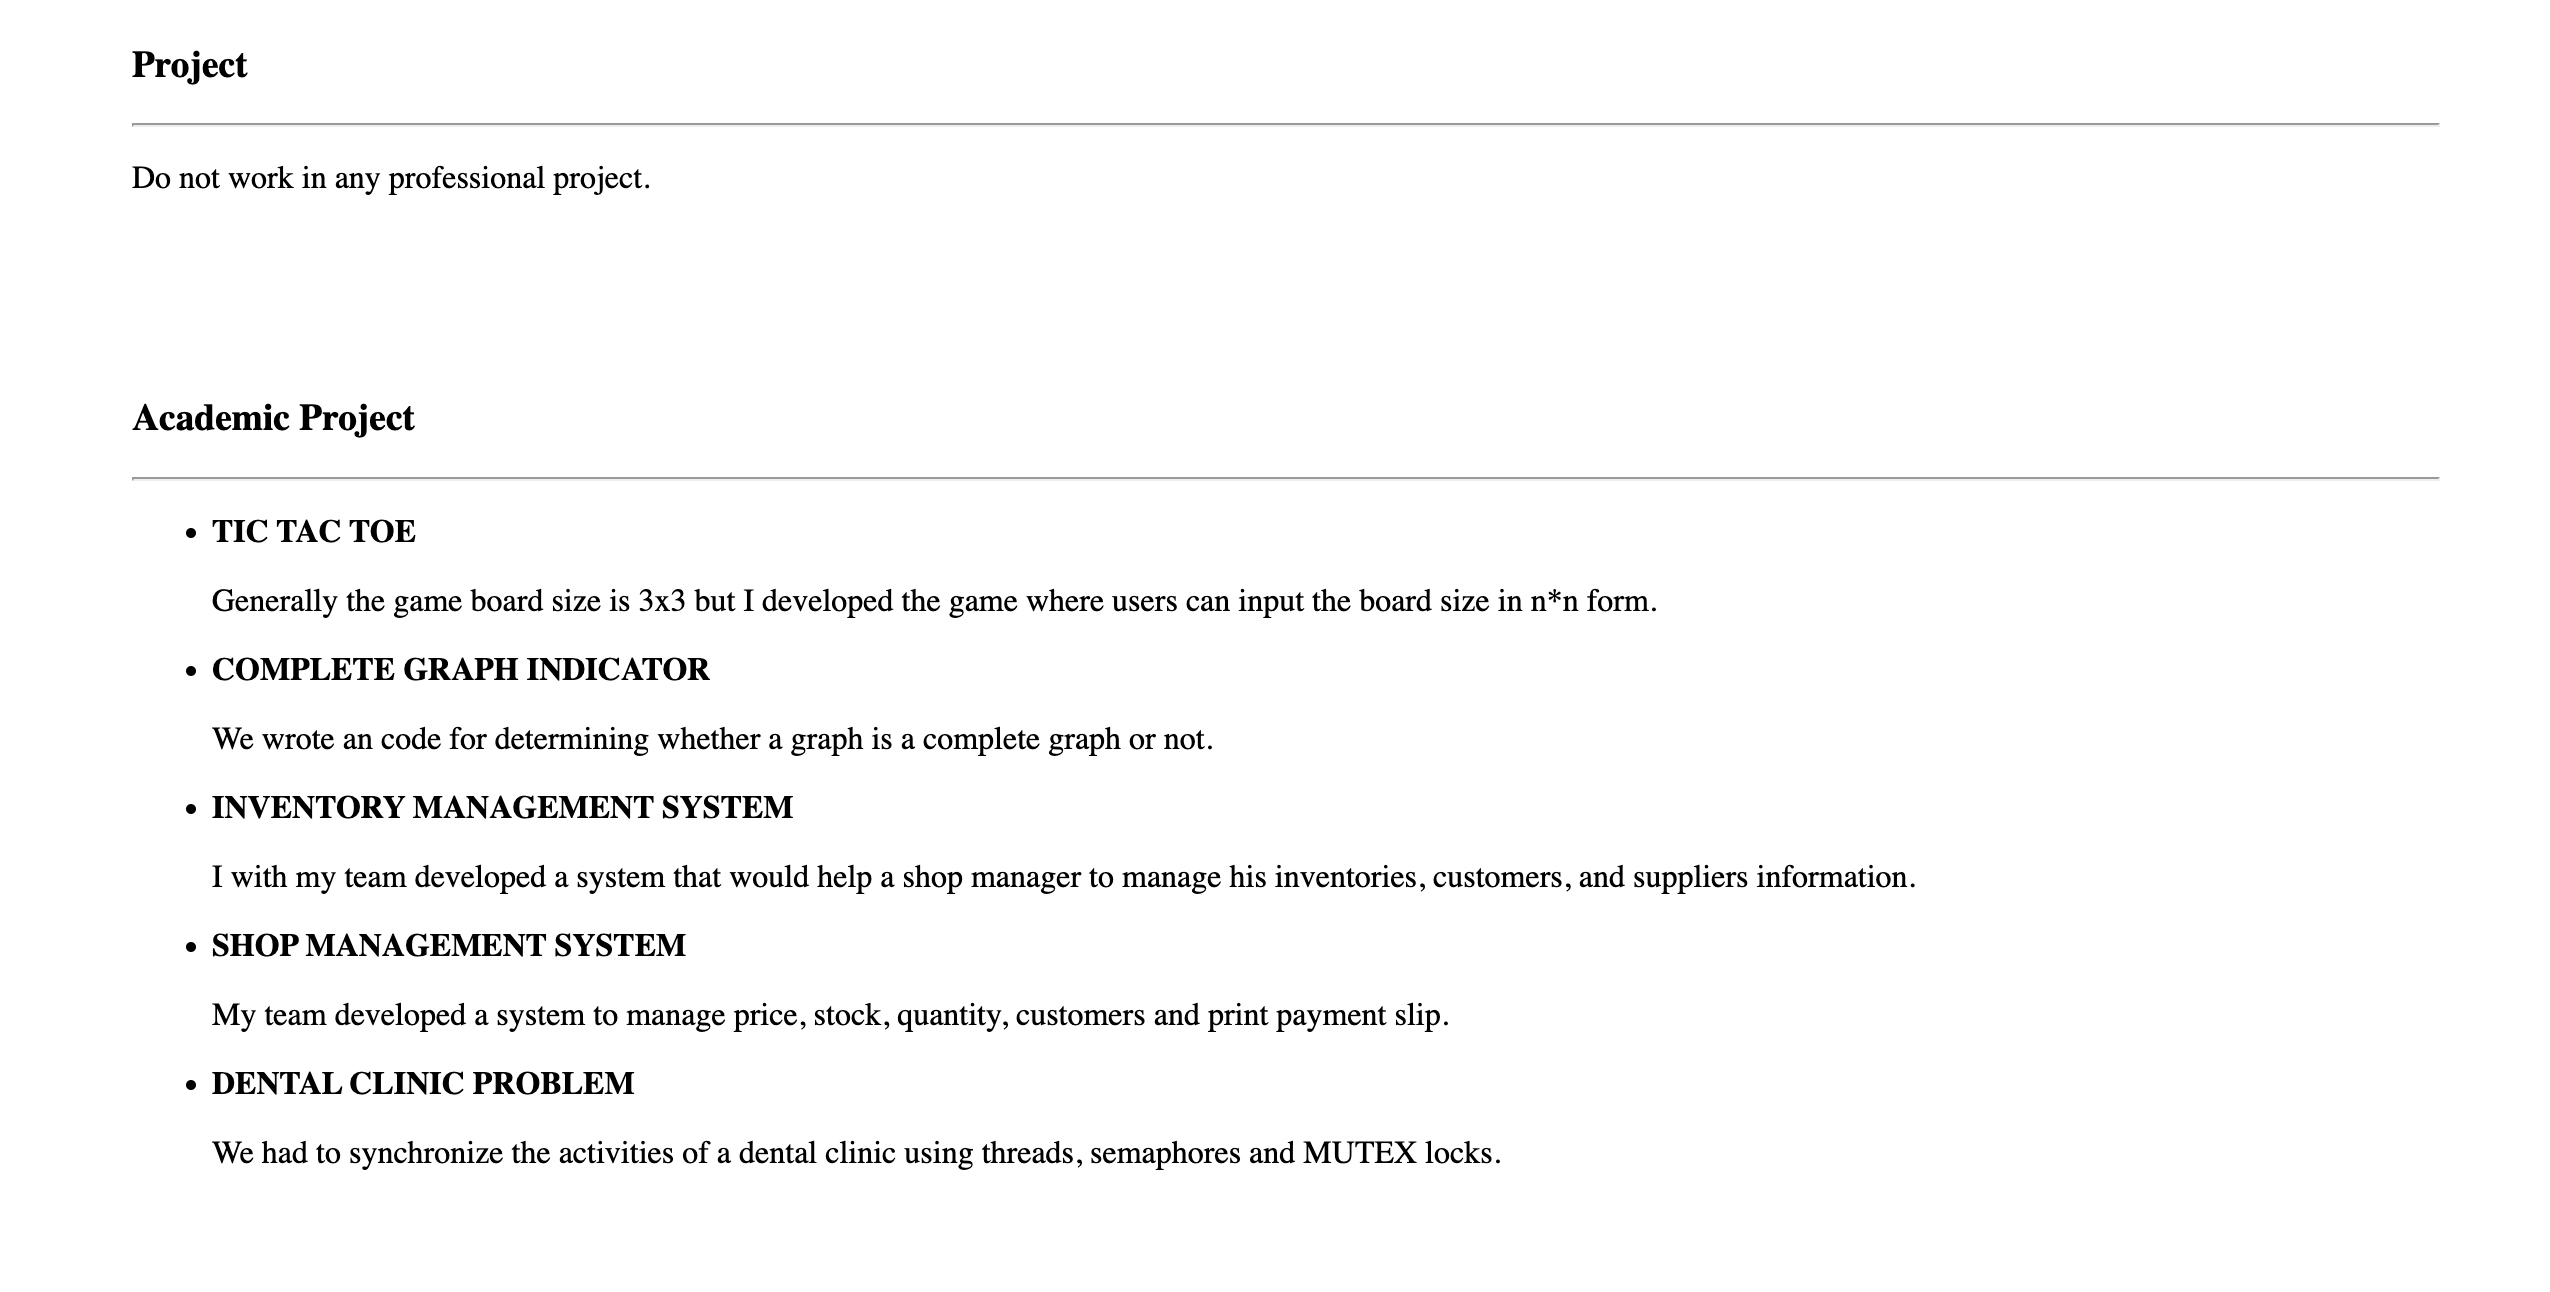 Project
Do not work in any professional project.
Academic Project
TIC TAC TOE
Generally the game board size is 3x3 but I developed the game where users can input the board size in n*n form.
COMPLETE GRAPH INDICATOR
We wrote an code for determining whether a graph is a complete graph or not.
INVENTORY MANAGEMENT SYSTEM
I with my team developed a system that would help a shop manager to manage his inventories, customers, and suppliers information.
SHOP MANAGEMENT SYSTEM
My team developed a system to manage price, stock, quantity, customers and print payment slip.
DENTAL CLINIC PROBLEM
We had to synchronize the activities of a dental clinic using threads, semaphores and MUTEX locks.